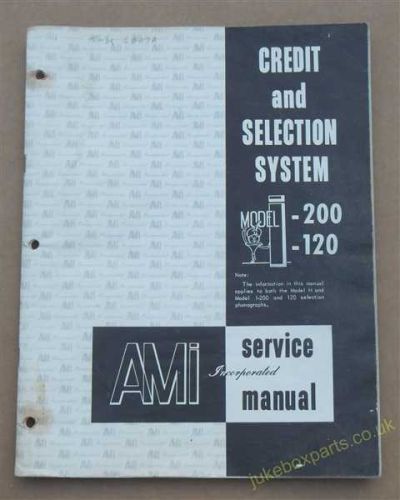 CREDIT
and
SELECTION
SYSTEM
MODEL
-200
-120
Note:
The information in this manual
applies to both the Model H and
Model I-200 and 120 selection
phonographs.
AMi
Incorporated
service
manual
jukeboxparts.co.uk